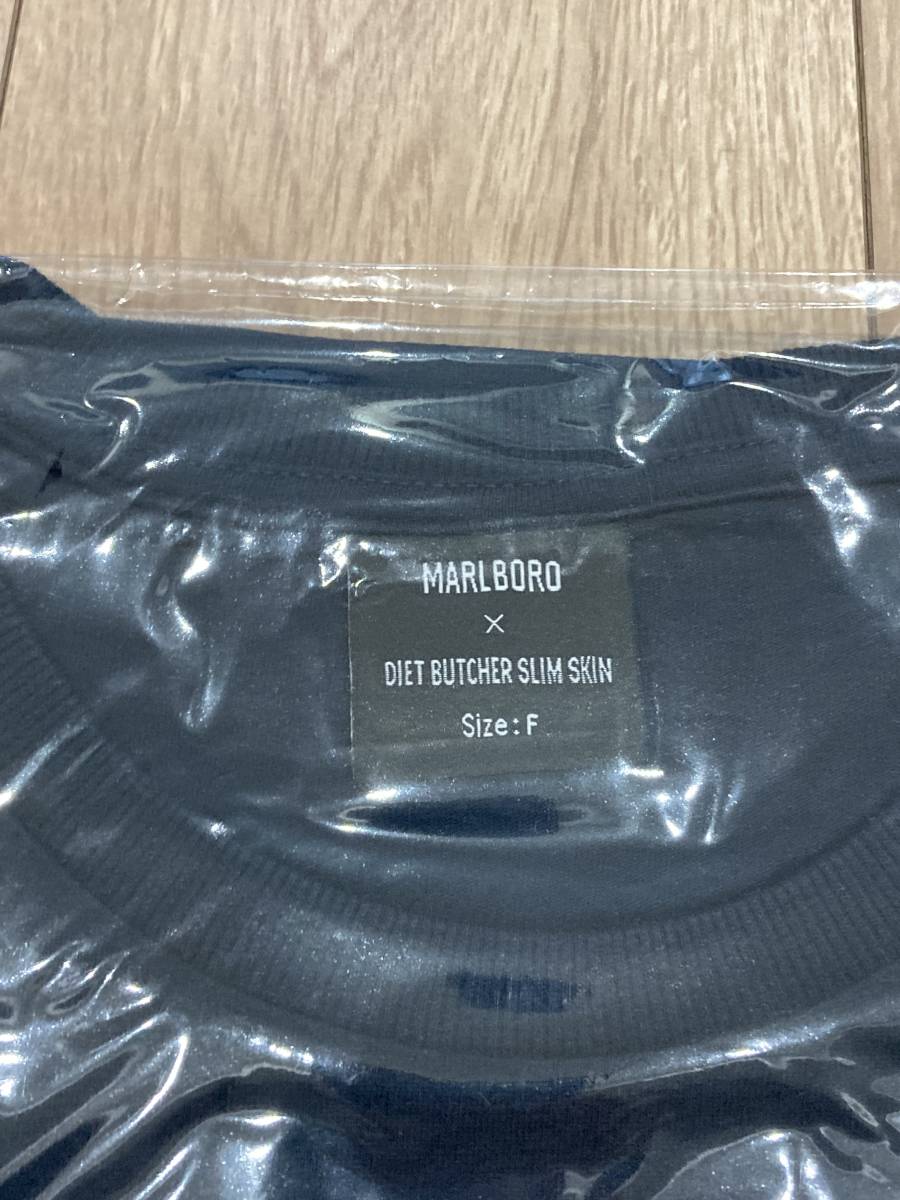 MARLBORO
×
DIET BUTCHER SLIM SKIN
Size: F